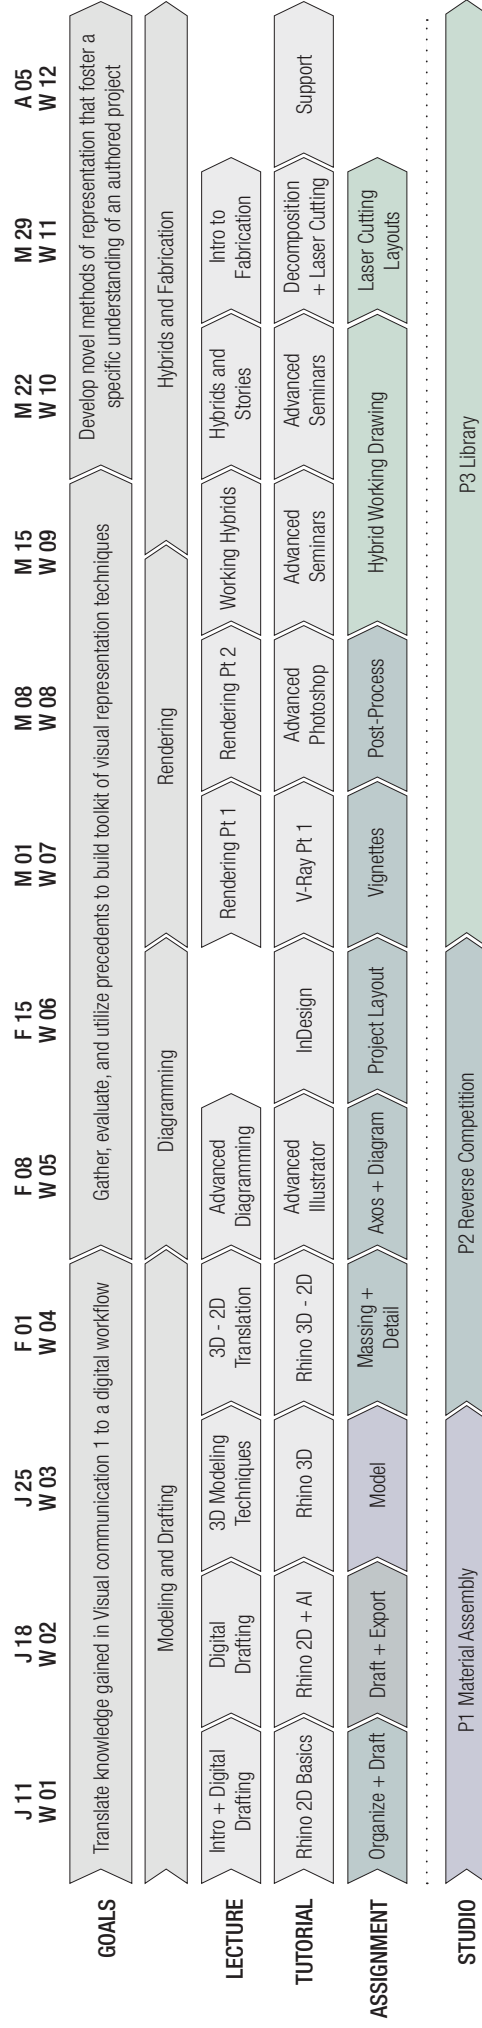 J 11
W 01
J 18
W 02
J 25
W 03
F 01
W 04
F 08
W 05
F 15
W 06
M 01
W 07
M 08
W 08
M 15
W 09
M 22
W 10
M 29
W 11
A 05
W 12
GOALS
Translate knowledge gained in Visual communication 1 to a digital workflow
Gather, evaluate, and utilize precedents to build toolkit of visual representation techniques
Develop novel methods of representation that foster a
specific understanding of an authored project
Modeling and Drafting
Diagramming
Rendering
Hybrids and Fabrication
LECTURE
Intro + Digital
Drafting
Digital
Drafting
3D Modeling
Techniques
3D - 2D
Translation
Advanced
Diagramming
Rendering Pt 1
Rendering Pt 2
Working Hybrids
Hybrids and
Stories
Intro to
Fabrication
TUTORIAL
Rhino 2D Basics
Rhino 2D + AI
Rhino 3D
Rhino 3D - 2D
Advanced
Illustrator
InDesign
V-Ray Pt 1
Advanced
Photoshop
Advanced
Seminars
Advanced
Seminars
Decomposition
+ Laser Cutting
Support
ASSIGNMENT
Organize + Draft
Draft + Export
Model
Massing +
Detail
Axos + Diagram
Project Layout
Vignettes
Post-Process
Hybrid Working Drawing
Laser Cutting
Layouts
STUDIO
P1 Material Assembly
P2 Reverse Competition
P3 Library